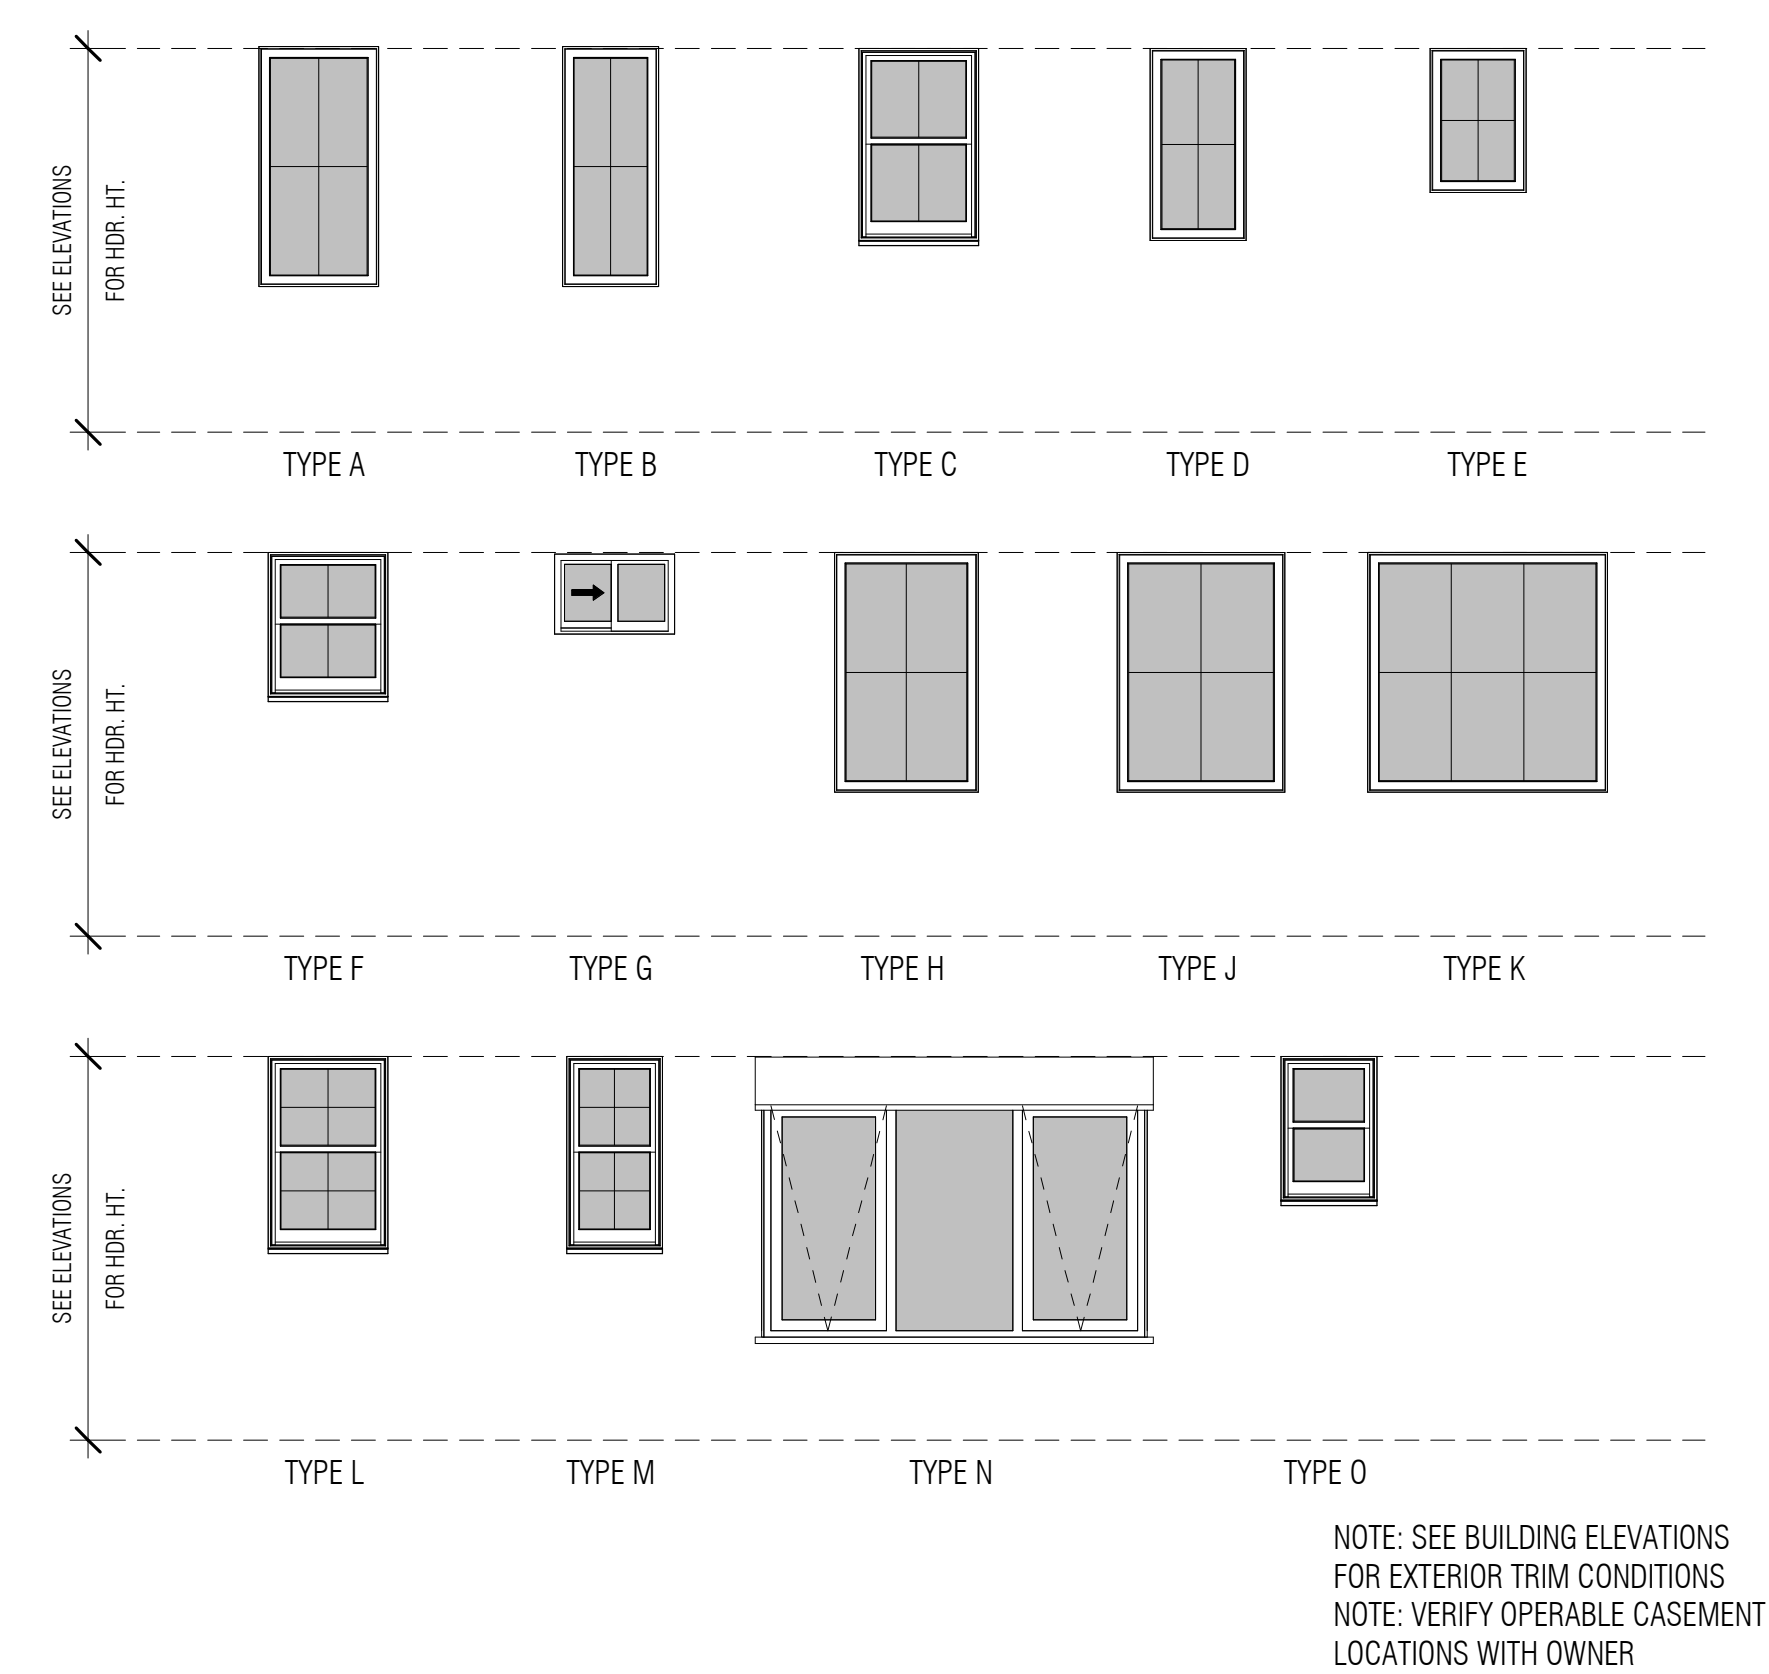 SEE ELEVATIONS
FOR HDR. HT.
TYPE A
TYPE B
TYPE C
TYPE D
TYPE E
SEE ELEVATIONS
FOR HDR. HT.
TYPE F
TYPE G
TYPE H
TYPE J
TYPE K
SEE ELEVATIONS
FOR HDR. HT.
TYPE L
TYPE M
TYPE N
TYPE O
NOTE: SEE BUILDING ELEVATIONS
FOR EXTERIOR TRIM CONDITIONS
NOTE: VERIFY OPERABLE CASEMENT
LOCATIONS WITH OWNER